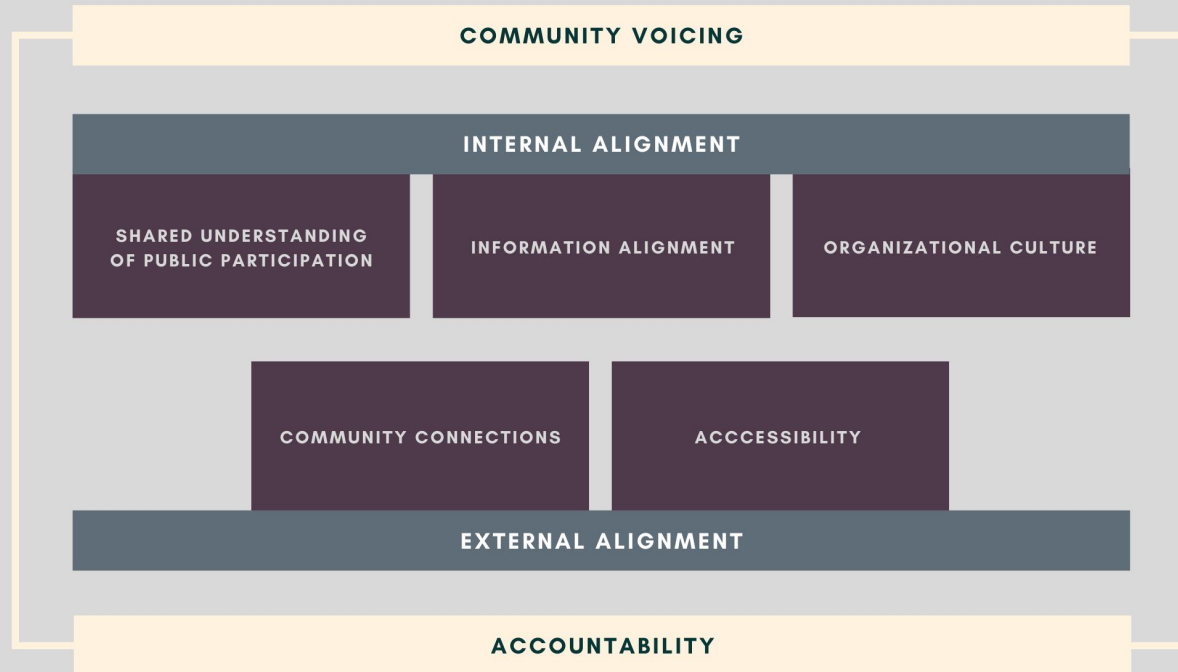 COMMUNITY VOICING
INTERNAL ALIGNMENT
SHARED UNDERSTANDING
OF PUBLIC PARTICIPATION
INFORMATION ALIGNMENT
ORGANIZATIONAL CULTURE
COMMUNITY CONNECTIONS
ACCCESSIBILITY
EXTERNAL ALIGNMENT
ACCOUNTABILITY